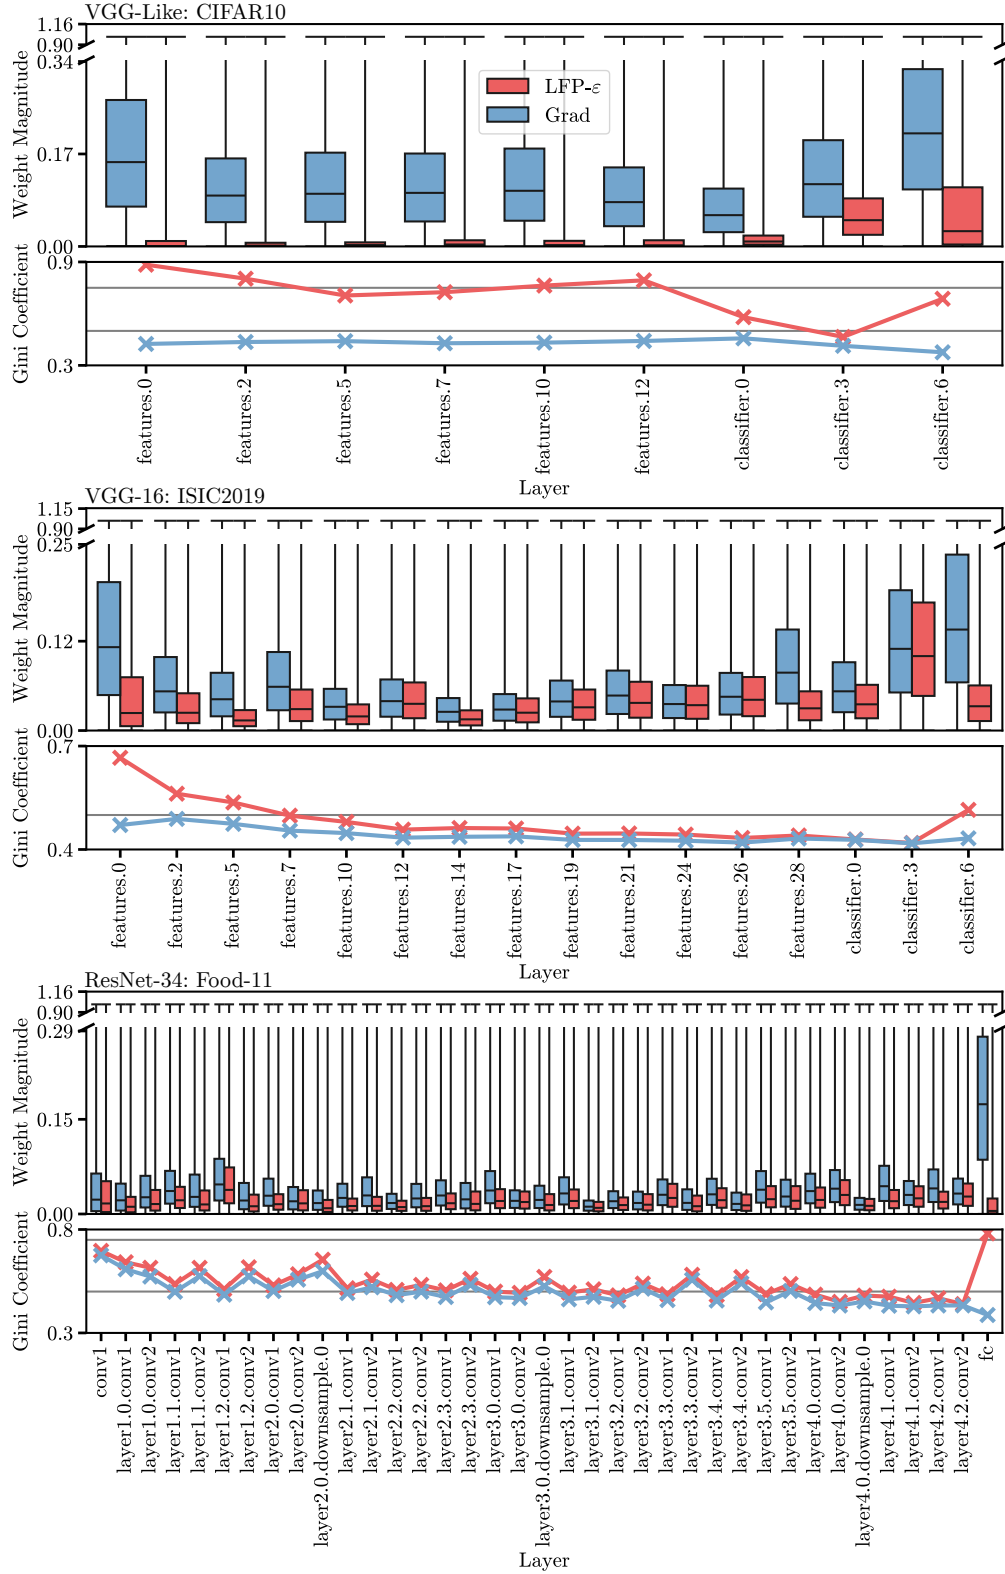 VGG-Like: CIFAR10
1.16
0.90
0.34
0.17
0.00
Weight Magnitude
LFP-ε
Grad
0.9
0.3
Gini Coefficient
features.0
features.2
features.5
features.7
features.10
features.12
classifier.0
classifier.3
classifier.6
Layer
VGG-16: ISIC2019
1.15
0.90
0.25
0.12
0.00
Weight Magnitude
0.7
0.4
Gini Coefficient
features.0
features.2
features.5
features.7
features.10
features.12
features.14
features.17
features.19
features.21
features.24
features.26
features.28
classifier.0
classifier.3
classifier.6
Layer
ResNet-34: Food-11
1.16
0.90
0.29
0.15
0.00
Weight Magnitude
0.8
0.3
Gini Coefficient
conv1
layer1.0.conv1
layer1.0.conv2
layer1.1.conv1
layer1.1.conv2
layer1.2.conv1
layer1.2.conv2
layer2.0.conv1
layer2.0.conv2
layer2.0.downsample.0
layer2.1.conv1
layer2.1.conv2
layer2.2.conv1
layer2.2.conv2
layer2.3.conv1
layer2.3.conv2
layer3.0.conv1
layer3.0.conv2
layer3.0.downsample.0
layer3.1.conv1
layer3.1.conv2
layer3.2.conv1
layer3.2.conv2
layer3.3.conv1
layer3.3.conv2
layer3.4.conv1
layer3.4.conv2
layer3.5.conv1
layer3.5.conv2
layer4.0.conv1
layer4.0.conv2
layer4.0.downsample.0
layer4.1.conv1
layer4.1.conv2
layer4.2.conv1
layer4.2.conv2
fc
Layer